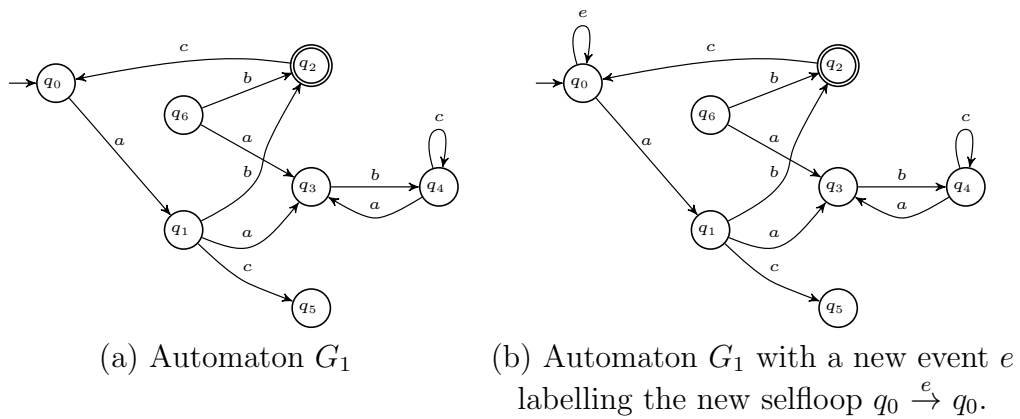 c
q₀
q₂
b
q₆
a
a
c
b
q₃
b
q₄
a
q₁
a
c
q₅
(a) Automaton G₁
e
c
q₀
q₂
b
q₆
a
a
c
b
q₃
b
q₄
a
q₁
a
c
q₅
(b) Automaton G₁ with a new event e
labelling the new selfloop q₀ →ᵉ q₀.